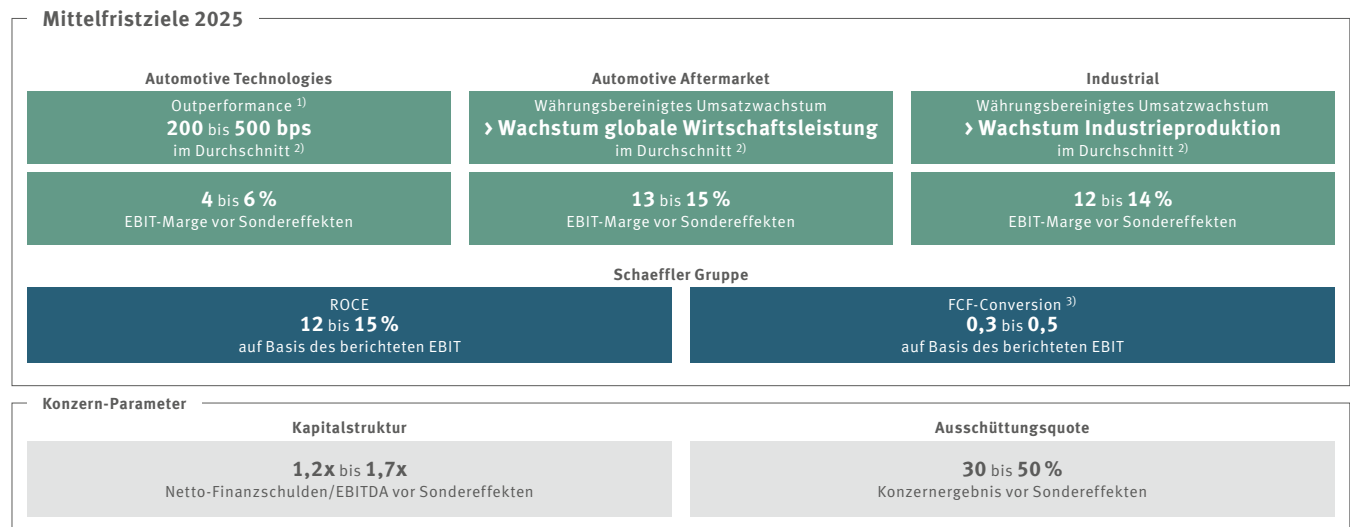 Mittelfristziele 2025
Automotive Technologies
Outperformance 1)
200 bis 500 bps
im Durchschnitt 2)
4 bis 6 %
EBIT-Marge vor Sondereffekten
Automotive Aftermarket
Währungsbereinigtes Umsatzwachstum
> Wachstum globale Wirtschaftsleistung
im Durchschnitt 2)
13 bis 15 %
EBIT-Marge vor Sondereffekten
Industrial
Währungsbereinigtes Umsatzwachstum
> Wachstum Industrieproduktion
im Durchschnitt 2)
12 bis 14 %
EBIT-Marge vor Sondereffekten
Schaeffler Gruppe
ROCE
12 bis 15 %
auf Basis des berichteten EBIT
FCF-Conversion 3)
0,3 bis 0,5
auf Basis des berichteten EBIT
Konzern-Parameter
Kapitalstruktur
1,2x bis 1,7x
Netto-Finanzschulden/EBITDA vor Sondereffekten
Ausschüttungsquote
30 bis 50 %
Konzernergebnis vor Sondereffekten